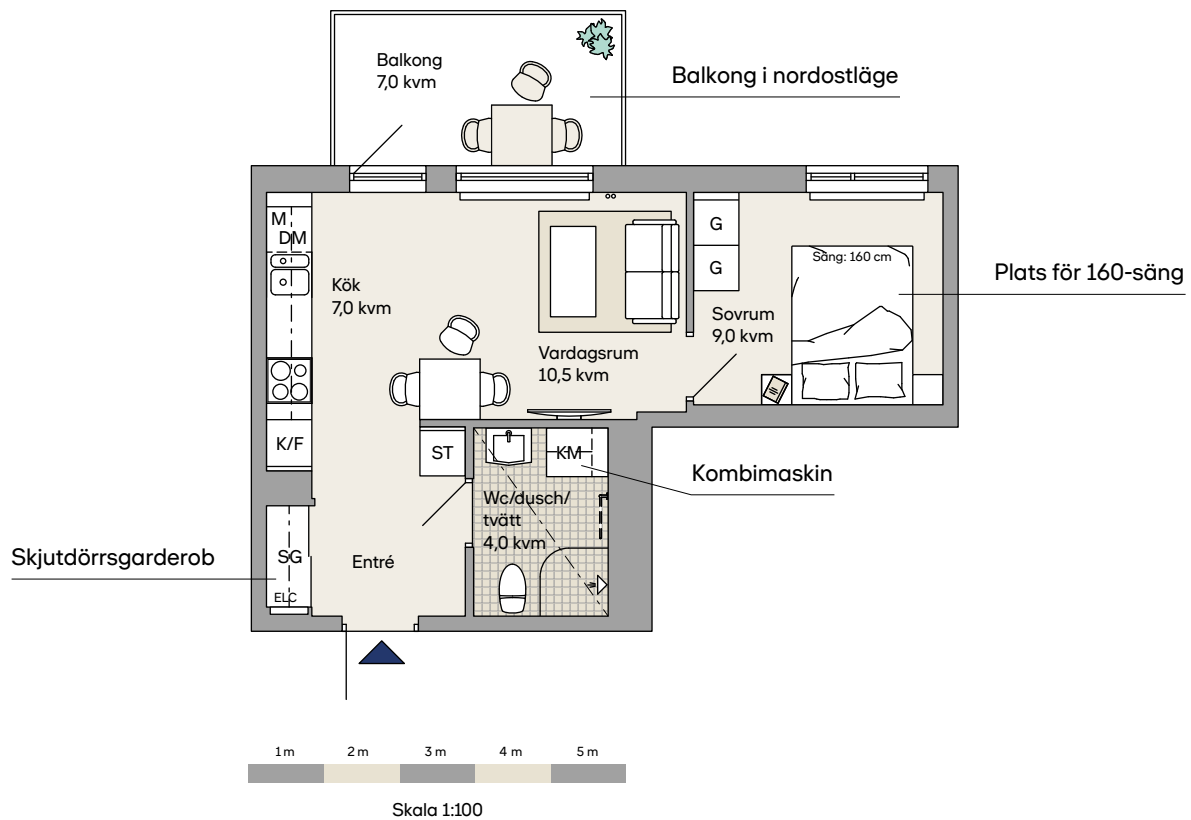 Balkong
7,0 kvm
Balkong i nordostläge
M
DM
G
G
Säng: 160 cm
Plats för 160-säng
Kök
7,0 kvm
Sovrum
9,0 kvm
Vardagsrum
10,5 kvm
K/F
ST
KM
Kombimaskin
Wc/dusch/
tvätt
4,0 kvm
Skjutdörrsgarderob
SG
Entré
ELC
1 m 2 m 3 m 4 m 5 m
Skala 1:100